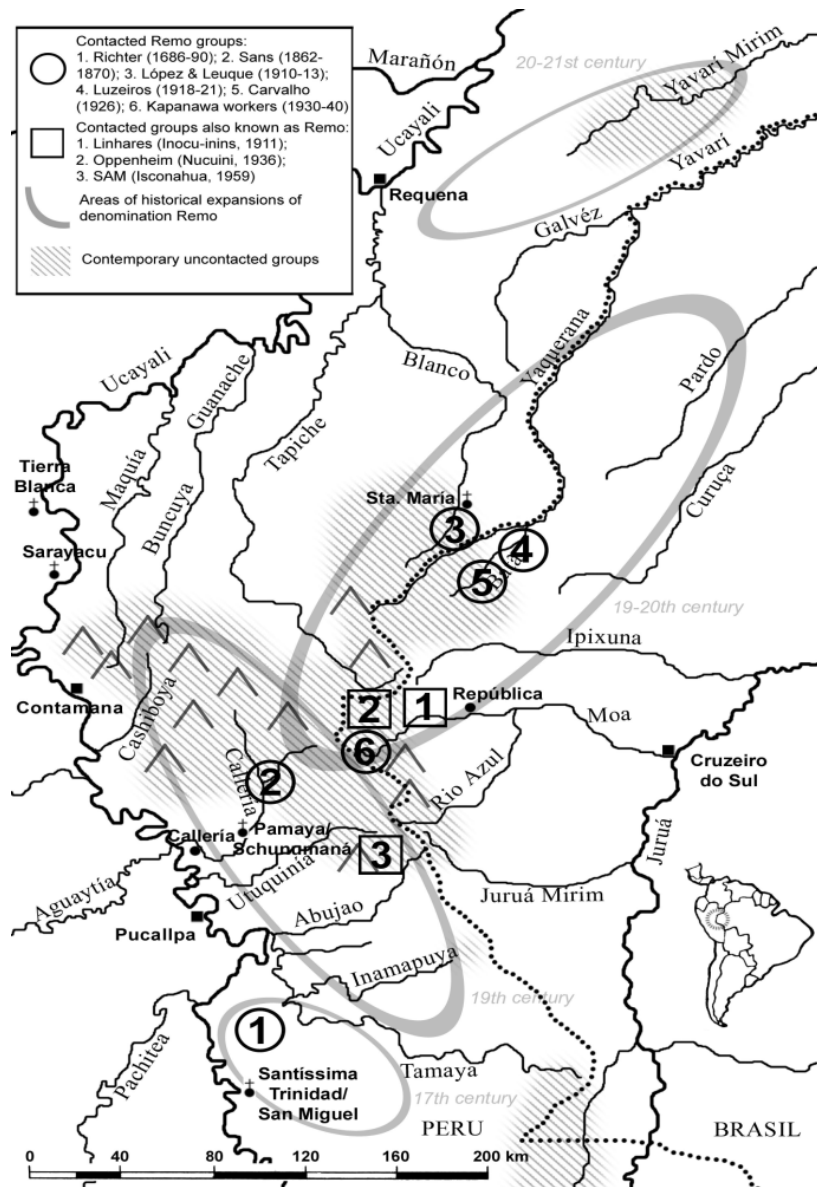 Contacted Remo groups:
1. Richter (1686-90); 2. Sans (1862-
1870); 3. López & Leuque (1910-13);
4. Luzeiros (1918-21); 5. Carvalho
(1926); 6. Kapanawa workers (1930-40)
Contacted groups also known as Remo:
1. Linhares (Inocu-inins, 1911);
2. Oppenheim (Nucuini, 1936);
3. SAM (Isconahua, 1959)
Areas of historical expansions of
denomination Remo
Contemporary uncontacted groups
Marañón
20-21st century
Yavarí Mirim
Ucayali
Yavarí
Requena
Galvéz
Ucayali
Guanache
Blanco
Yaquerana
Pardo
Tapiche
Maquía
Buncuya
Tierra
Blanca
Sta. María
Curuça
3
4
Sarayacu
5
19-20th century
Ipixuna
Contamana
Cashiboya
2
1
República
Moa
6
Cruzeiro
do Sul
Callería
2
Rio Azul
Juruá
Callería
Pamaya/
Schunomaná
3
Utuquinía
Juruá Mirim
Aguaytía
Abujao
Pucallpa
Inamapuya
19th century
1
Pachitea
Tamaya
Santíssima
Trinidad/
San Miguel
17th century
PERU
BRASIL
0 40 80 120 160 200 km